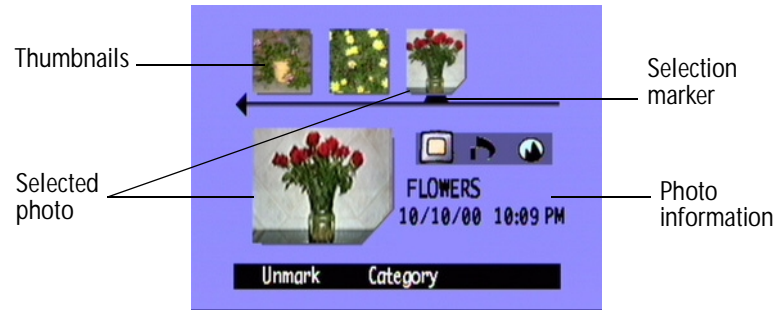 Thumbnails
Selection
marker
Selected
photo
FLOWERS
10/10/00 10:09 PM
Photo
information
Unmark Category